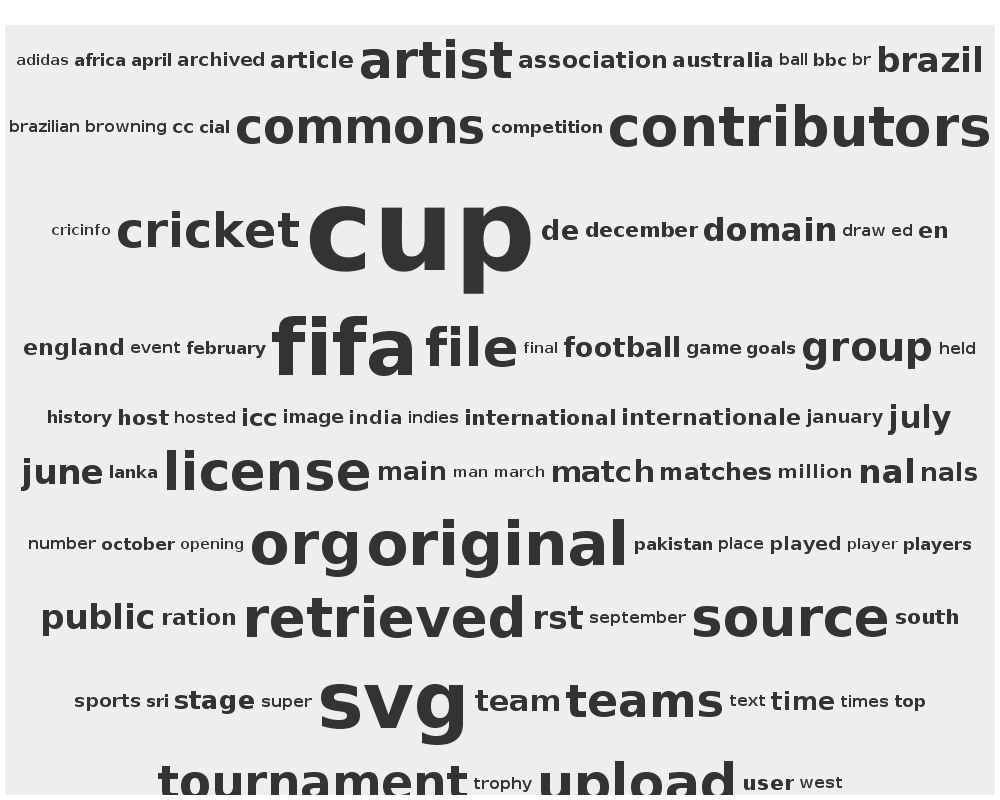 adidas africa april archived article artist association australia ball bbc br brazil
brazilian browning cc cial commons competition contributors
cricinfo cricket cup de december domain draw ed en
england event february fifa file final football game goals group held
history host hosted icc image india indies international internationale january july
june lanka license main man march match matches million nal nals
number october opening org original pakistan place played player players
public ration retrieved rst september source south
sports sri stage super svg team teams text time times top
tournament trophy upload user west